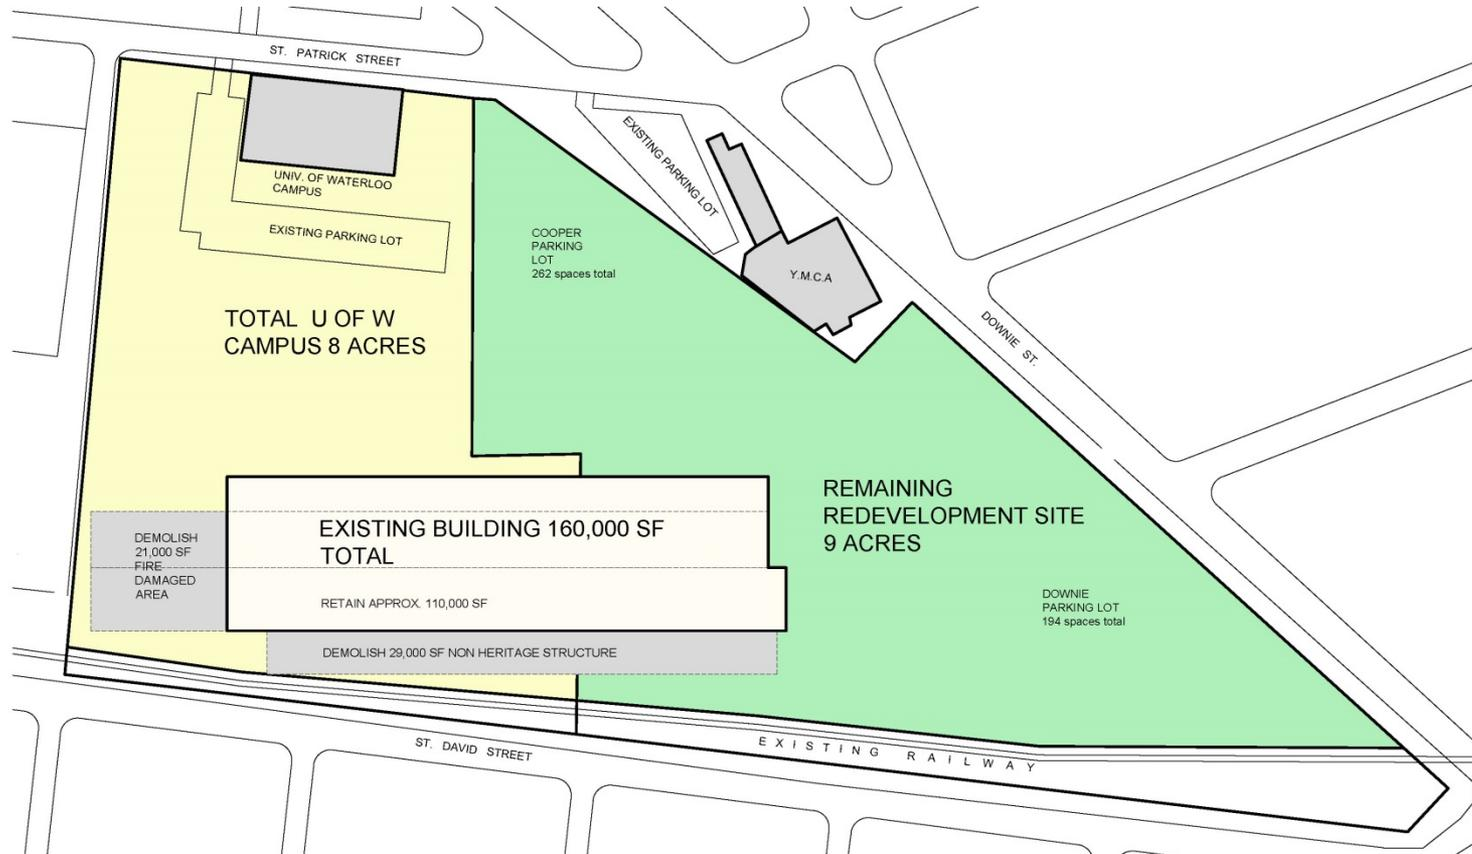 ST. PATRICK STREET
UNIV. OF WATERLOO
CAMPUS
EXISTING PARKING LOT
EXISTING PARKING LOT
Y.M.C.A
COOPER
PARKING
LOT
262 spaces total
DOWNIE ST.
TOTAL U OF W
CAMPUS 8 ACRES
REMAINING
REDEVELOPMENT SITE
9 ACRES
EXISTING BUILDING 160,000 SF
TOTAL
DEMOLISH
21,000 SF
FIRE
DAMAGED
AREA
RETAIN APPROX. 110,000 SF
DOWNIE
PARKING LOT
194 spaces total
DEMOLISH 29,000 SF NON HERITAGE STRUCTURE
ST. DAVID STREET
EXISTING RAILWAY